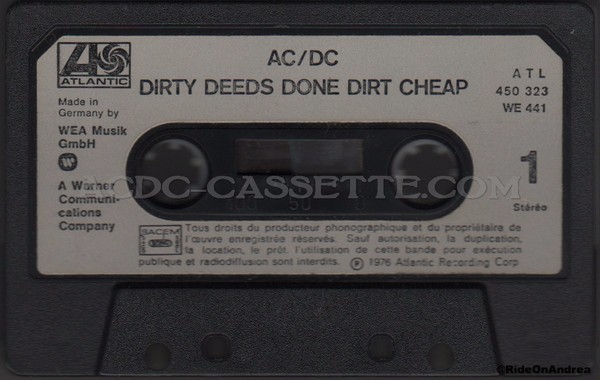 ATLANTIC
AC/DC
DIRTY DEEDS DONE DIRT CHEAP
ATL
450 323
WE 441
Made in
Germany by
WEA Musik
GmbH
A Warner
Communi-
cations
Company
ACDC-CASSETTE.COM
50
1
Stéréo
SACEM
Tous droits du producteur phonographique et du propriétaire de
l'œuvre enregistrée réservés. Sauf autorisation, la duplication,
la location, le prêt, l'utilisation de cette bande pour exécution
publique et radiodiffusion sont interdits. ℗ 1976 Atlantic Recording Corp
©RideOnAndrea